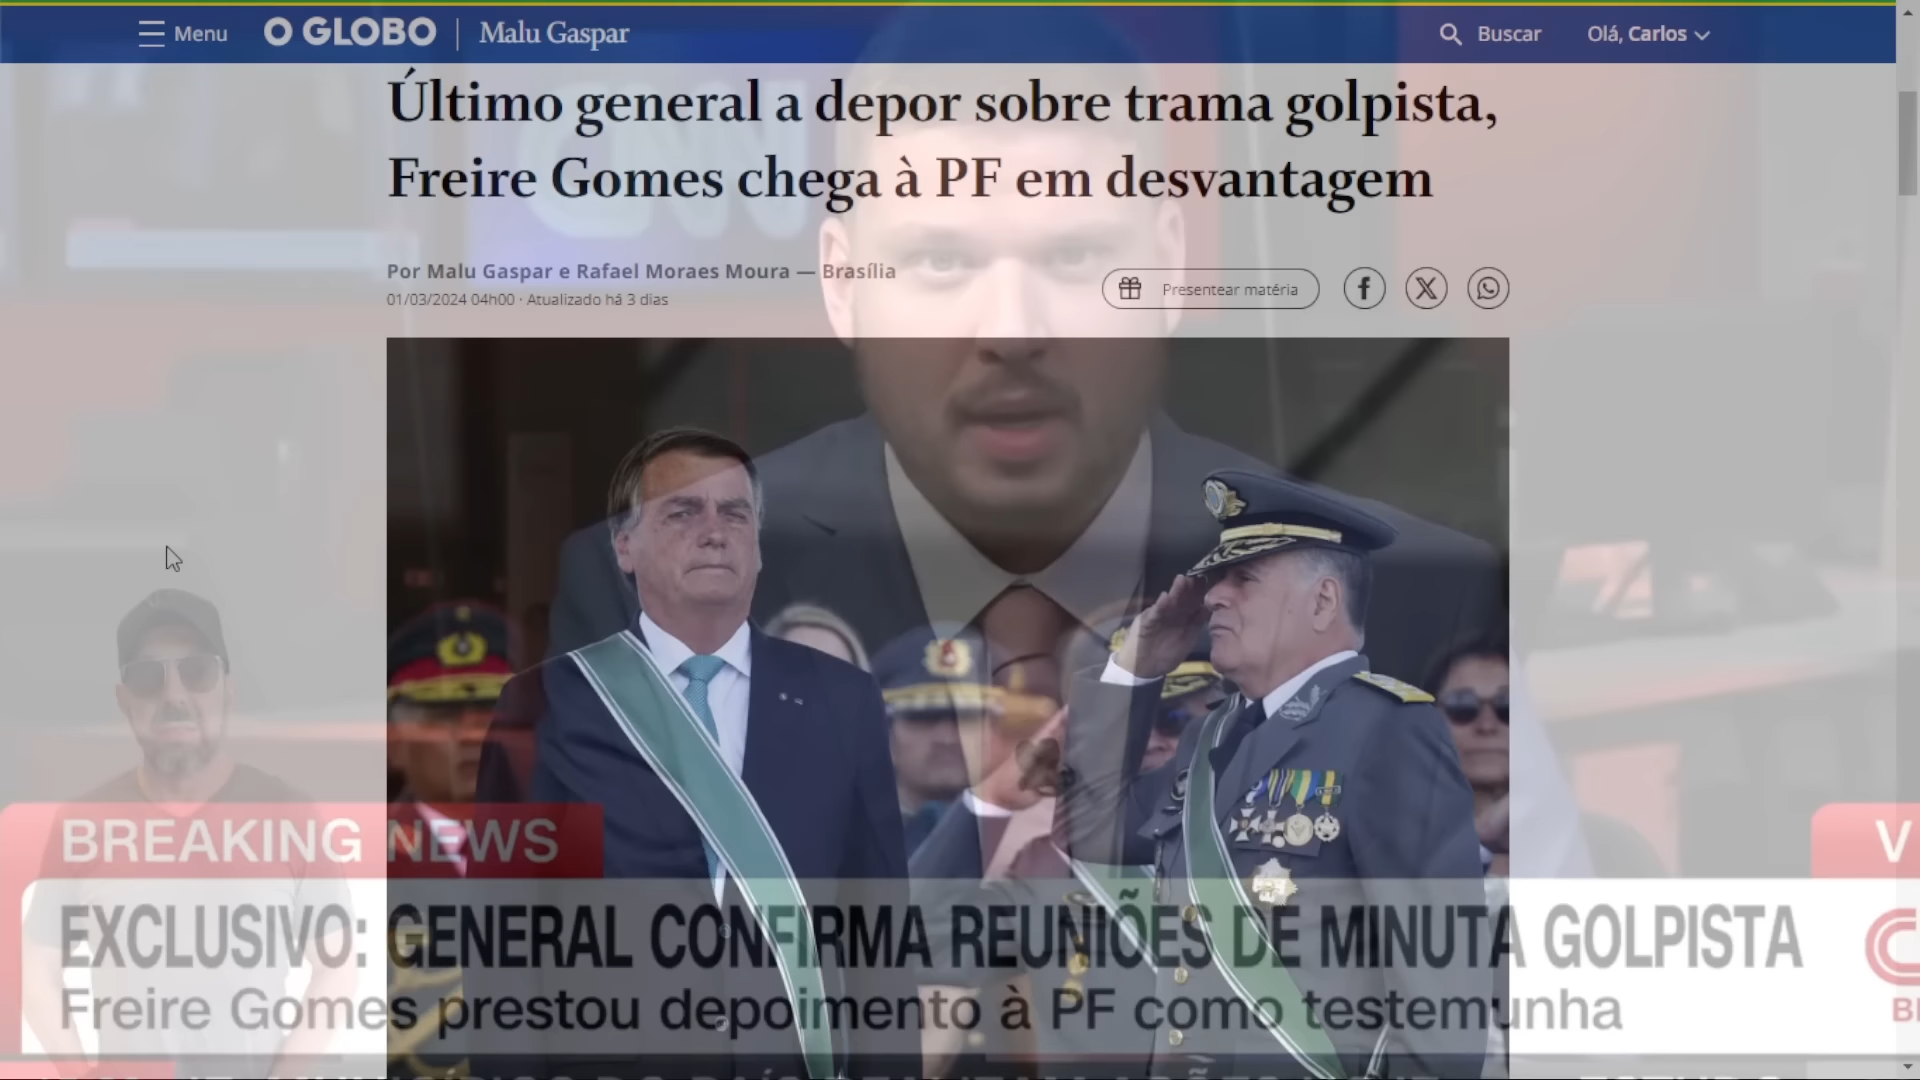 Menu
O GLOBO
Malu Gaspar
Buscar
Olá, Carlos
Último general a depor sobre trama golpista,
Freire Gomes chega à PF em desvantagem
Por Malu Gaspar e Rafael Moraes Moura — Brasília
01/03/2024 04h00 · Atualizado há 3 dias
Presentear matéria
CNN
BREAKING NEWS
V
EXCLUSIVO: GENERAL CONFIRMA REUNIÕES DE MINUTA GOLPISTA
Freire Gomes prestou depoimento à PF como testemunha